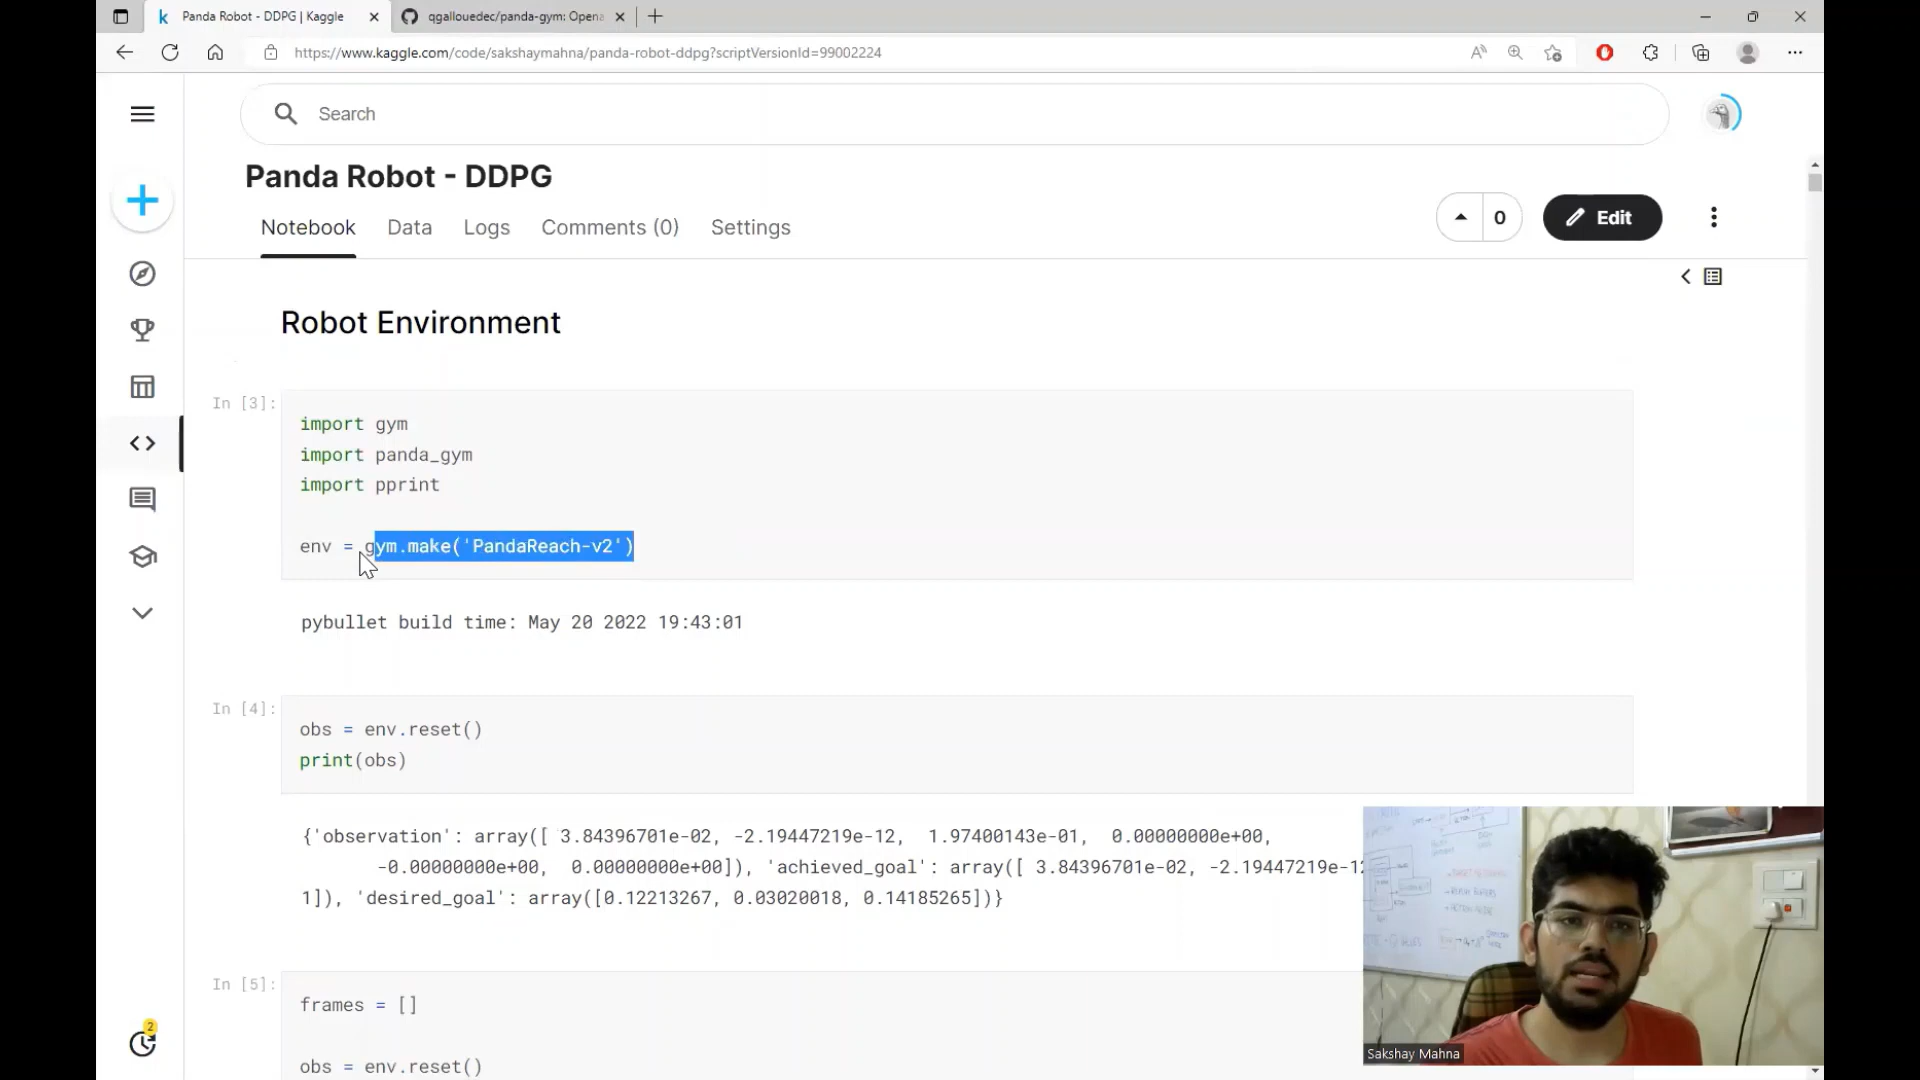 Panda Robot - DDPG | Kaggle
qgallouedec/panda-gym: Opena
https://www.kaggle.com/code/sakshaymahna/panda-robot-ddpg?scriptVersionId=99002224
Search
Panda Robot - DDPG
Notebook Data Logs Comments (0) Settings
0
Edit
Robot Environment
In [3]:
import gym
import panda_gym
import pprint
env = gym.make('PandaReach-v2')
pybullet build time: May 20 2022 19:43:01
In [4]:
obs = env.reset()
print(obs)
{'observation': array([ 3.84396701e-02, -2.19447219e-12, 1.97400143e-01, 0.00000000e+00,
-0.00000000e+00, 0.00000000e+00]), 'achieved_goal': array([ 3.84396701e-02, -2.19447219e-12
1]), 'desired_goal': array([0.12213267, 0.03020018, 0.14185265])}
In [5]:
frames = []
obs = env.reset()
2
Sakshay Mahna